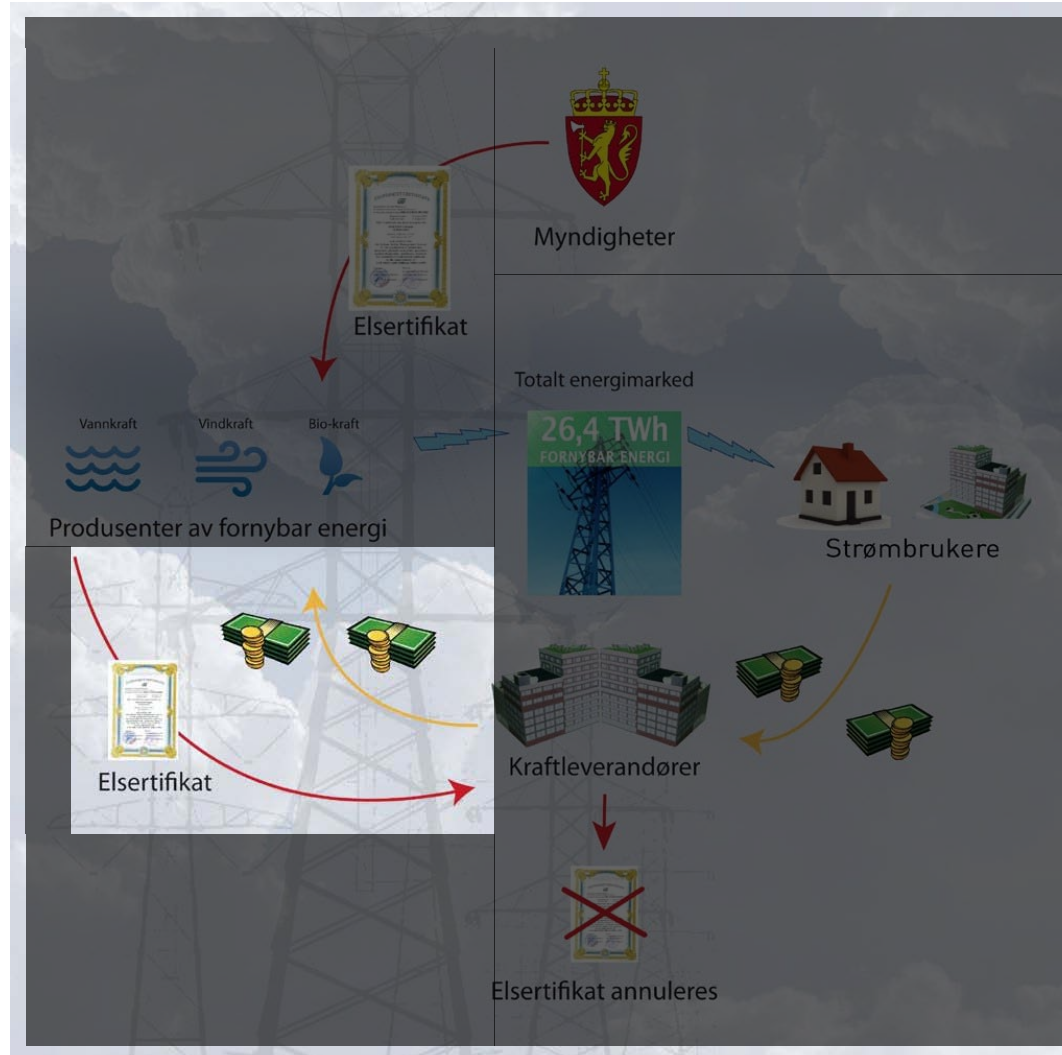 Myndigheter
Elsertifikat
Totalt energimarked
26,4 TWh
FORNYBAR ENERGI
Vannkraft
Vindkraft
Bio-kraft
Produsenter av fornybar energi
Strømbrukere
Kraftleverandører
Elsertifikat
Elsertifikat annuleres